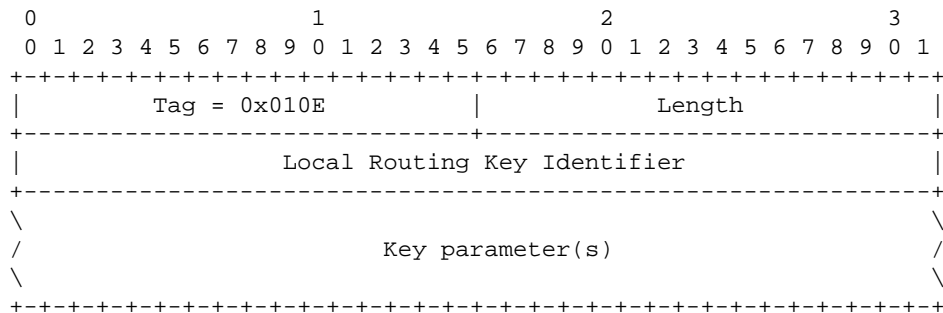 0                   1                   2                   3
 0 1 2 3 4 5 6 7 8 9 0 1 2 3 4 5 6 7 8 9 0 1 2 3 4 5 6 7 8 9 0 1
+-+-+-+-+-+-+-+-+-+-+-+-+-+-+-+-+-+-+-+-+-+-+-+-+-+-+-+-+-+-+-+-+
|         Tag = 0x010E          |            Length             |
+-------------------------------+-------------------------------+
|                  Local Routing Key Identifier                 |
+---------------------------------------------------------------+
\                                                               \
/                         Key parameter(s)                      /
\                                                               \
+-+-+-+-+-+-+-+-+-+-+-+-+-+-+-+-+-+-+-+-+-+-+-+-+-+-+-+-+-+-+-+-+